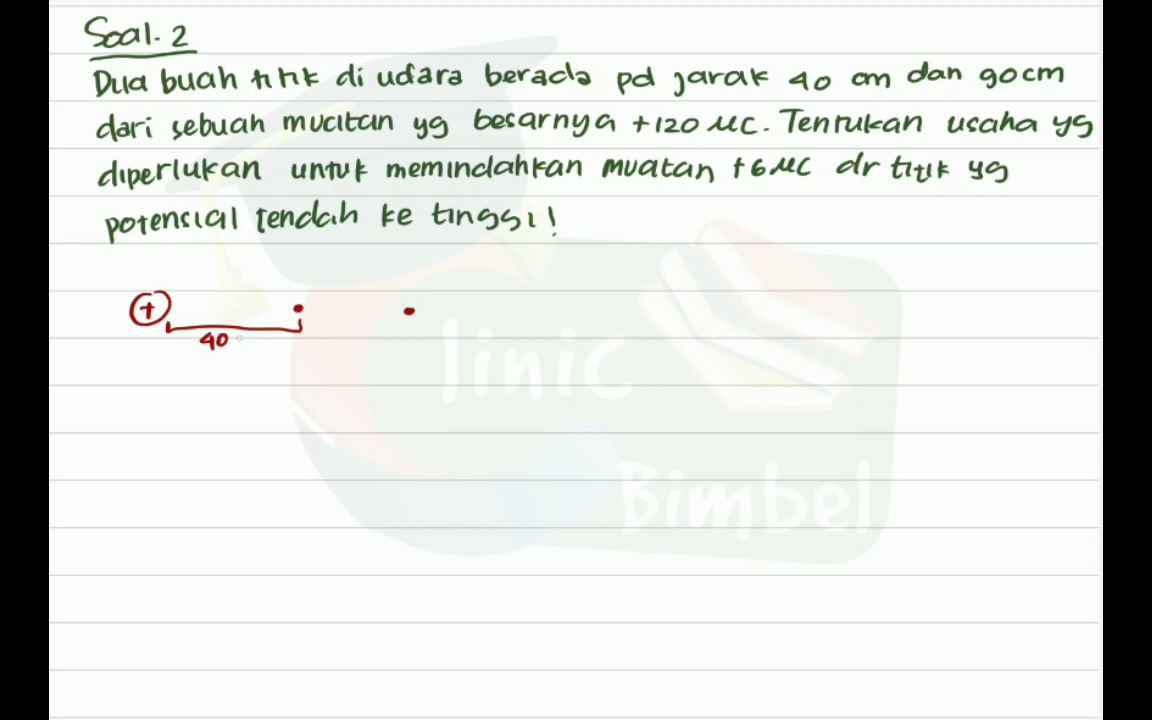 Soal. 2
Dua buah titik di udara berada pd jarak 40 cm dan 90cm
dari sebuah muatan yg besarnya +120 μC. Tentukan usaha yg
diperlukan untuk memindahkan muatan +6 μC dr titik yg
potensial rendah ke tinggi!
+
40
linic
Bimbel